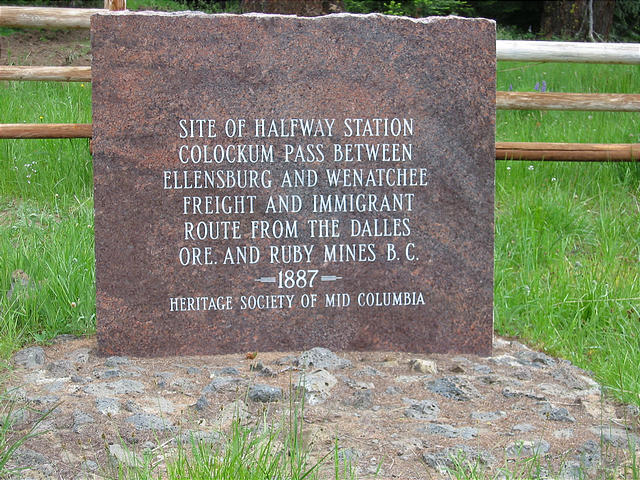 SITE OF HALFWAY STATION
COLOCKUM PASS BETWEEN
ELLENSBURG AND WENATCHEE
FREIGHT AND IMMIGRANT
ROUTE FROM THE DALLES
ORE. AND RUBY MINES B.C.
1887
HERITAGE SOCIETY OF MID COLUMBIA